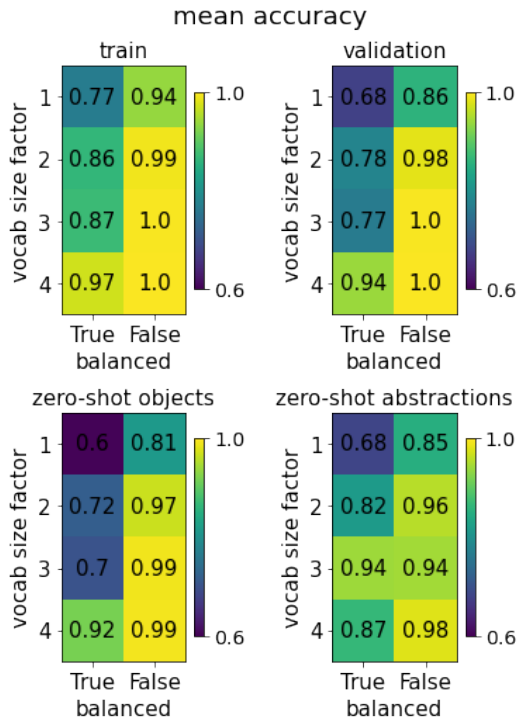 mean accuracy
train
validation
vocab size factor
1 0.77 0.94
2 0.86 0.99
3 0.87 1.0
4 0.97 1.0
True False
balanced
1.0
0.6
vocab size factor
1 0.68 0.86
2 0.78 0.98
3 0.77 1.0
4 0.94 1.0
True False
balanced
1.0
0.6
zero-shot objects
zero-shot abstractions
vocab size factor
1 0.6 0.81
2 0.72 0.97
3 0.7 0.99
4 0.92 0.99
True False
balanced
1.0
0.6
vocab size factor
1 0.68 0.85
2 0.82 0.96
3 0.94 0.94
4 0.87 0.98
True False
balanced
1.0
0.6